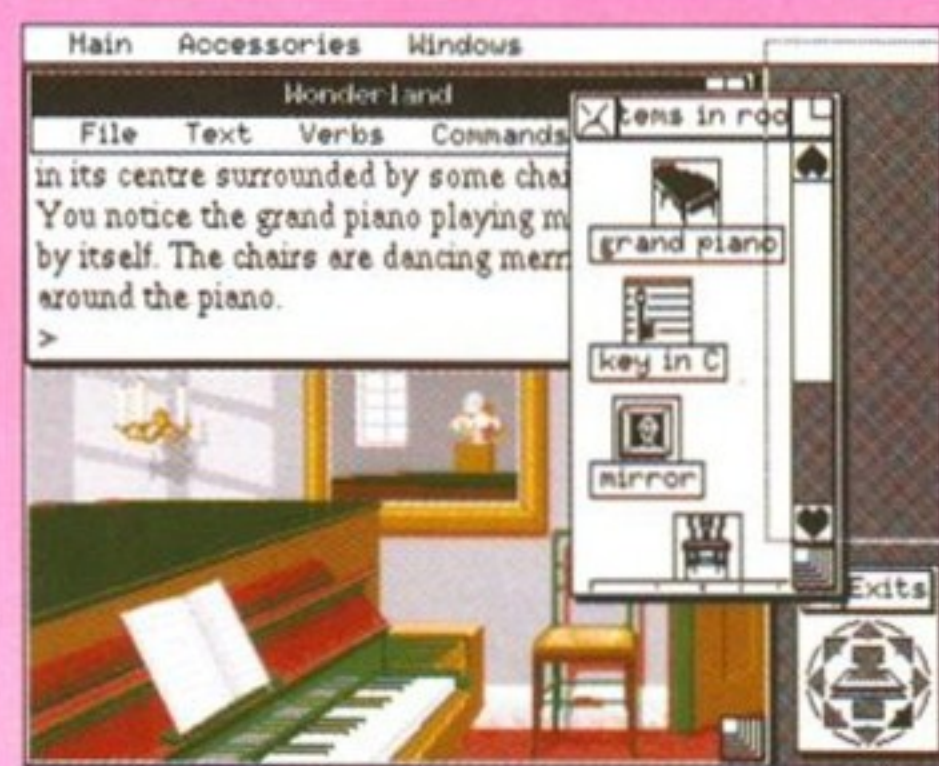 Main Accessories Windows
Wonderland
File Text Verbs Commands
in its centre surrounded by some
You notice the grand piano playing
by itself. The chairs are dancing
around the piano.
>
tems in roo
grand piano
key in C
mirror
Exits